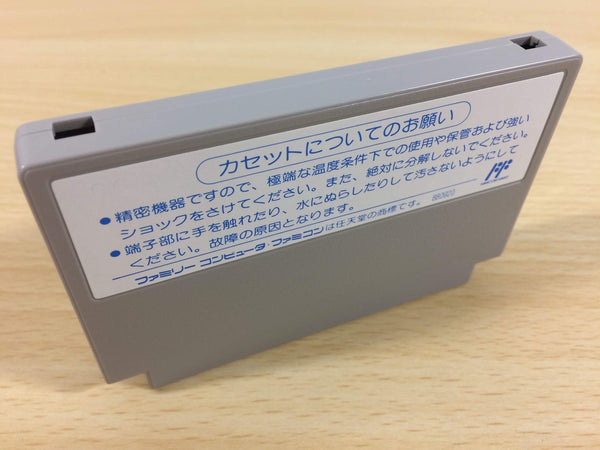 カセットについてのお願い
●精密機器ですので、極端な温度条件下での使用や保管および強い
ショックをさけてください。また、絶対に分解しないでください。
●端子部に手を触れたり、水にぬらしたりして汚さないようにして
ください。故障の原因となります。
ファミリー コンピュータ・ファミコンは任天堂の商標です。